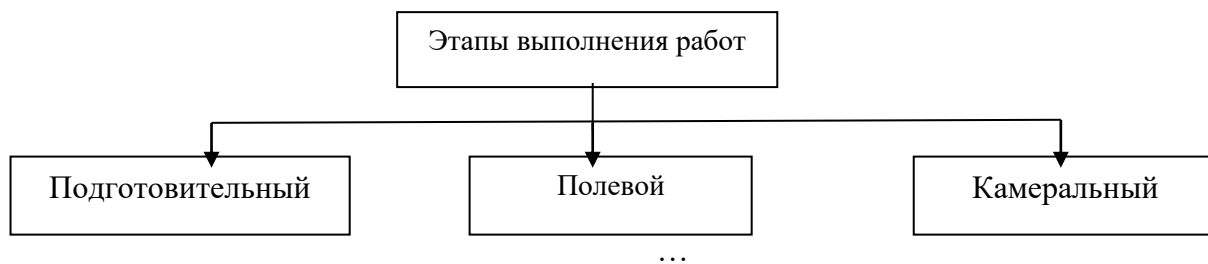 Этапы выполнения работ
Подготовительный
Полевой
Камеральный
...